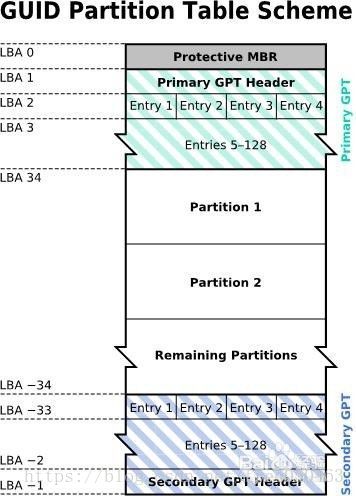 GUID Partition Table Scheme
LBA 0
Protective MBR
LBA 1
Primary GPT Header
LBA 2
Entry 1 Entry 2 Entry 3 Entry 4
LBA 3
Entries 5–128
Primary GPT
LBA 34
Partition 1
Partition 2
Remaining Partitions
LBA −34
Entry 1 Entry 2 Entry 3 Entry 4
LBA −33
Entries 5–128
Secondary GPT
LBA −2
Secondary GPT Header
LBA −1